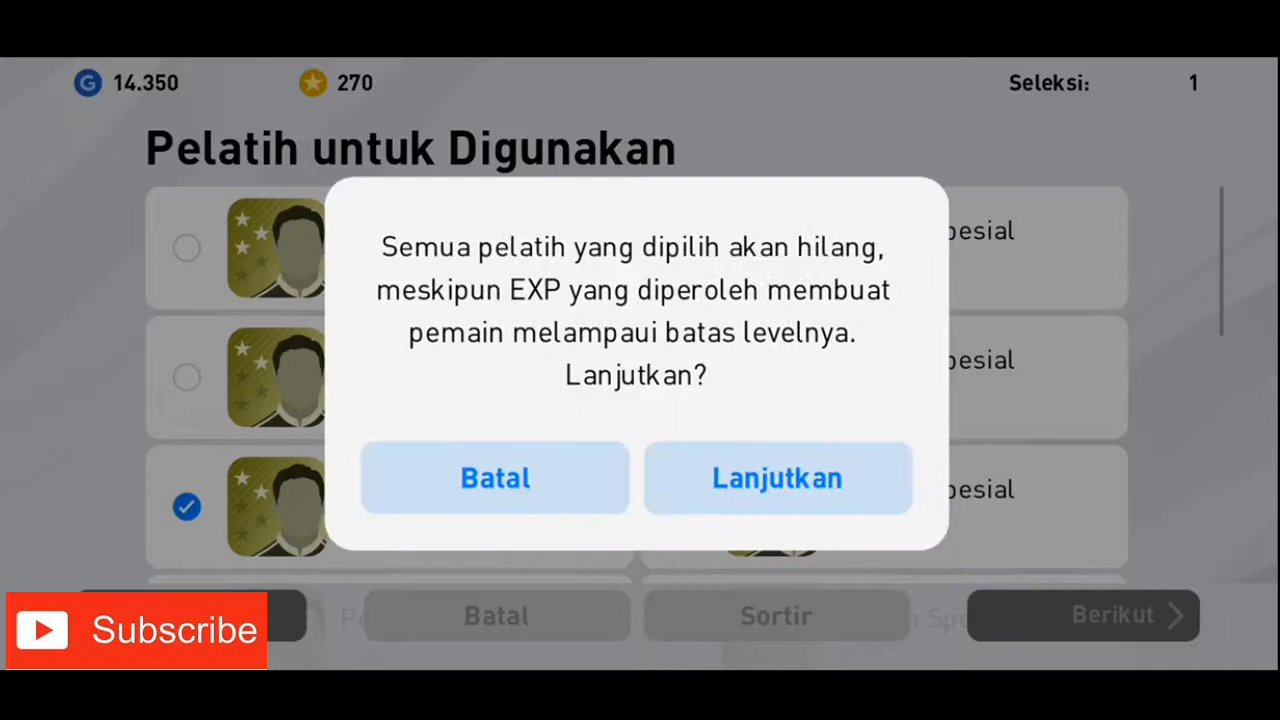 14.350
270
Seleksi:
1
Pelatih untuk Digunakan
Semua pelatih yang dipilih akan hilang,
meskipun EXP yang diperoleh membuat
pemain melampaui batas levelnya.
Lanjutkan?
Batal
Lanjutkan
Subscribe
Batal
Sortir
Berikut